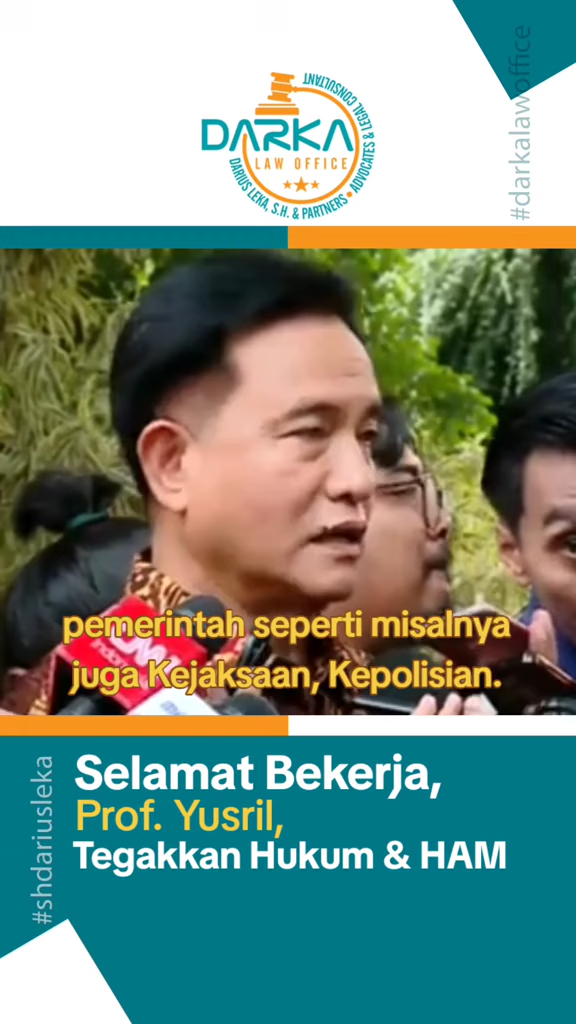 #darkalawoffice
DARKA
LAW OFFICE
DARIUS LEKA, S.H. & PARTNERS • ADVOCATES & LEGAL CONSULTANT
pemerintah seperti misalnya
juga Kejaksaan, Kepolisian.
#shdariusleka
Selamat Bekerja,
Prof. Yusril,
Tegakkan Hukum & HAM